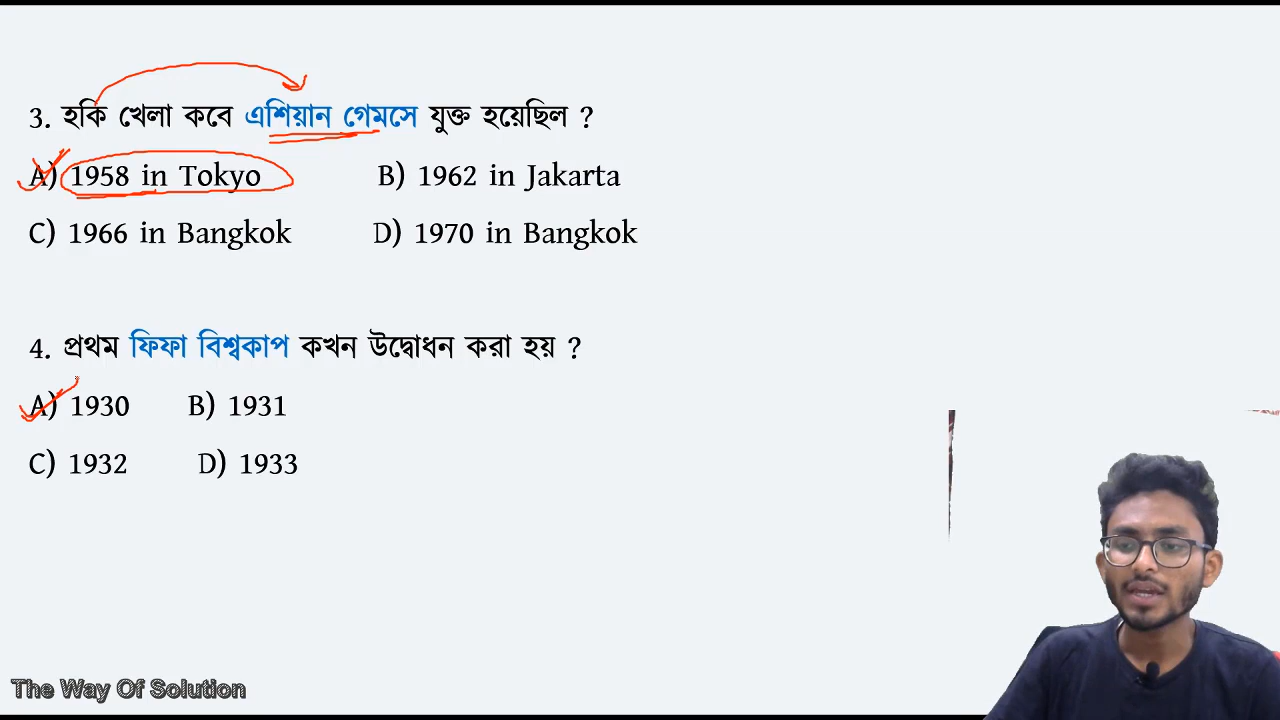 3. হকি খেলা কবে এশিয়ান গেমসে যুক্ত হয়েছিল ?
A) 1958 in Tokyo B) 1962 in Jakarta
C) 1966 in Bangkok D) 1970 in Bangkok
4. প্রথম ফিফা বিশ্বকাপ কখন উদ্বোধন করা হয় ?
A) 1930 B) 1931
C) 1932 D) 1933
The Way Of Solution